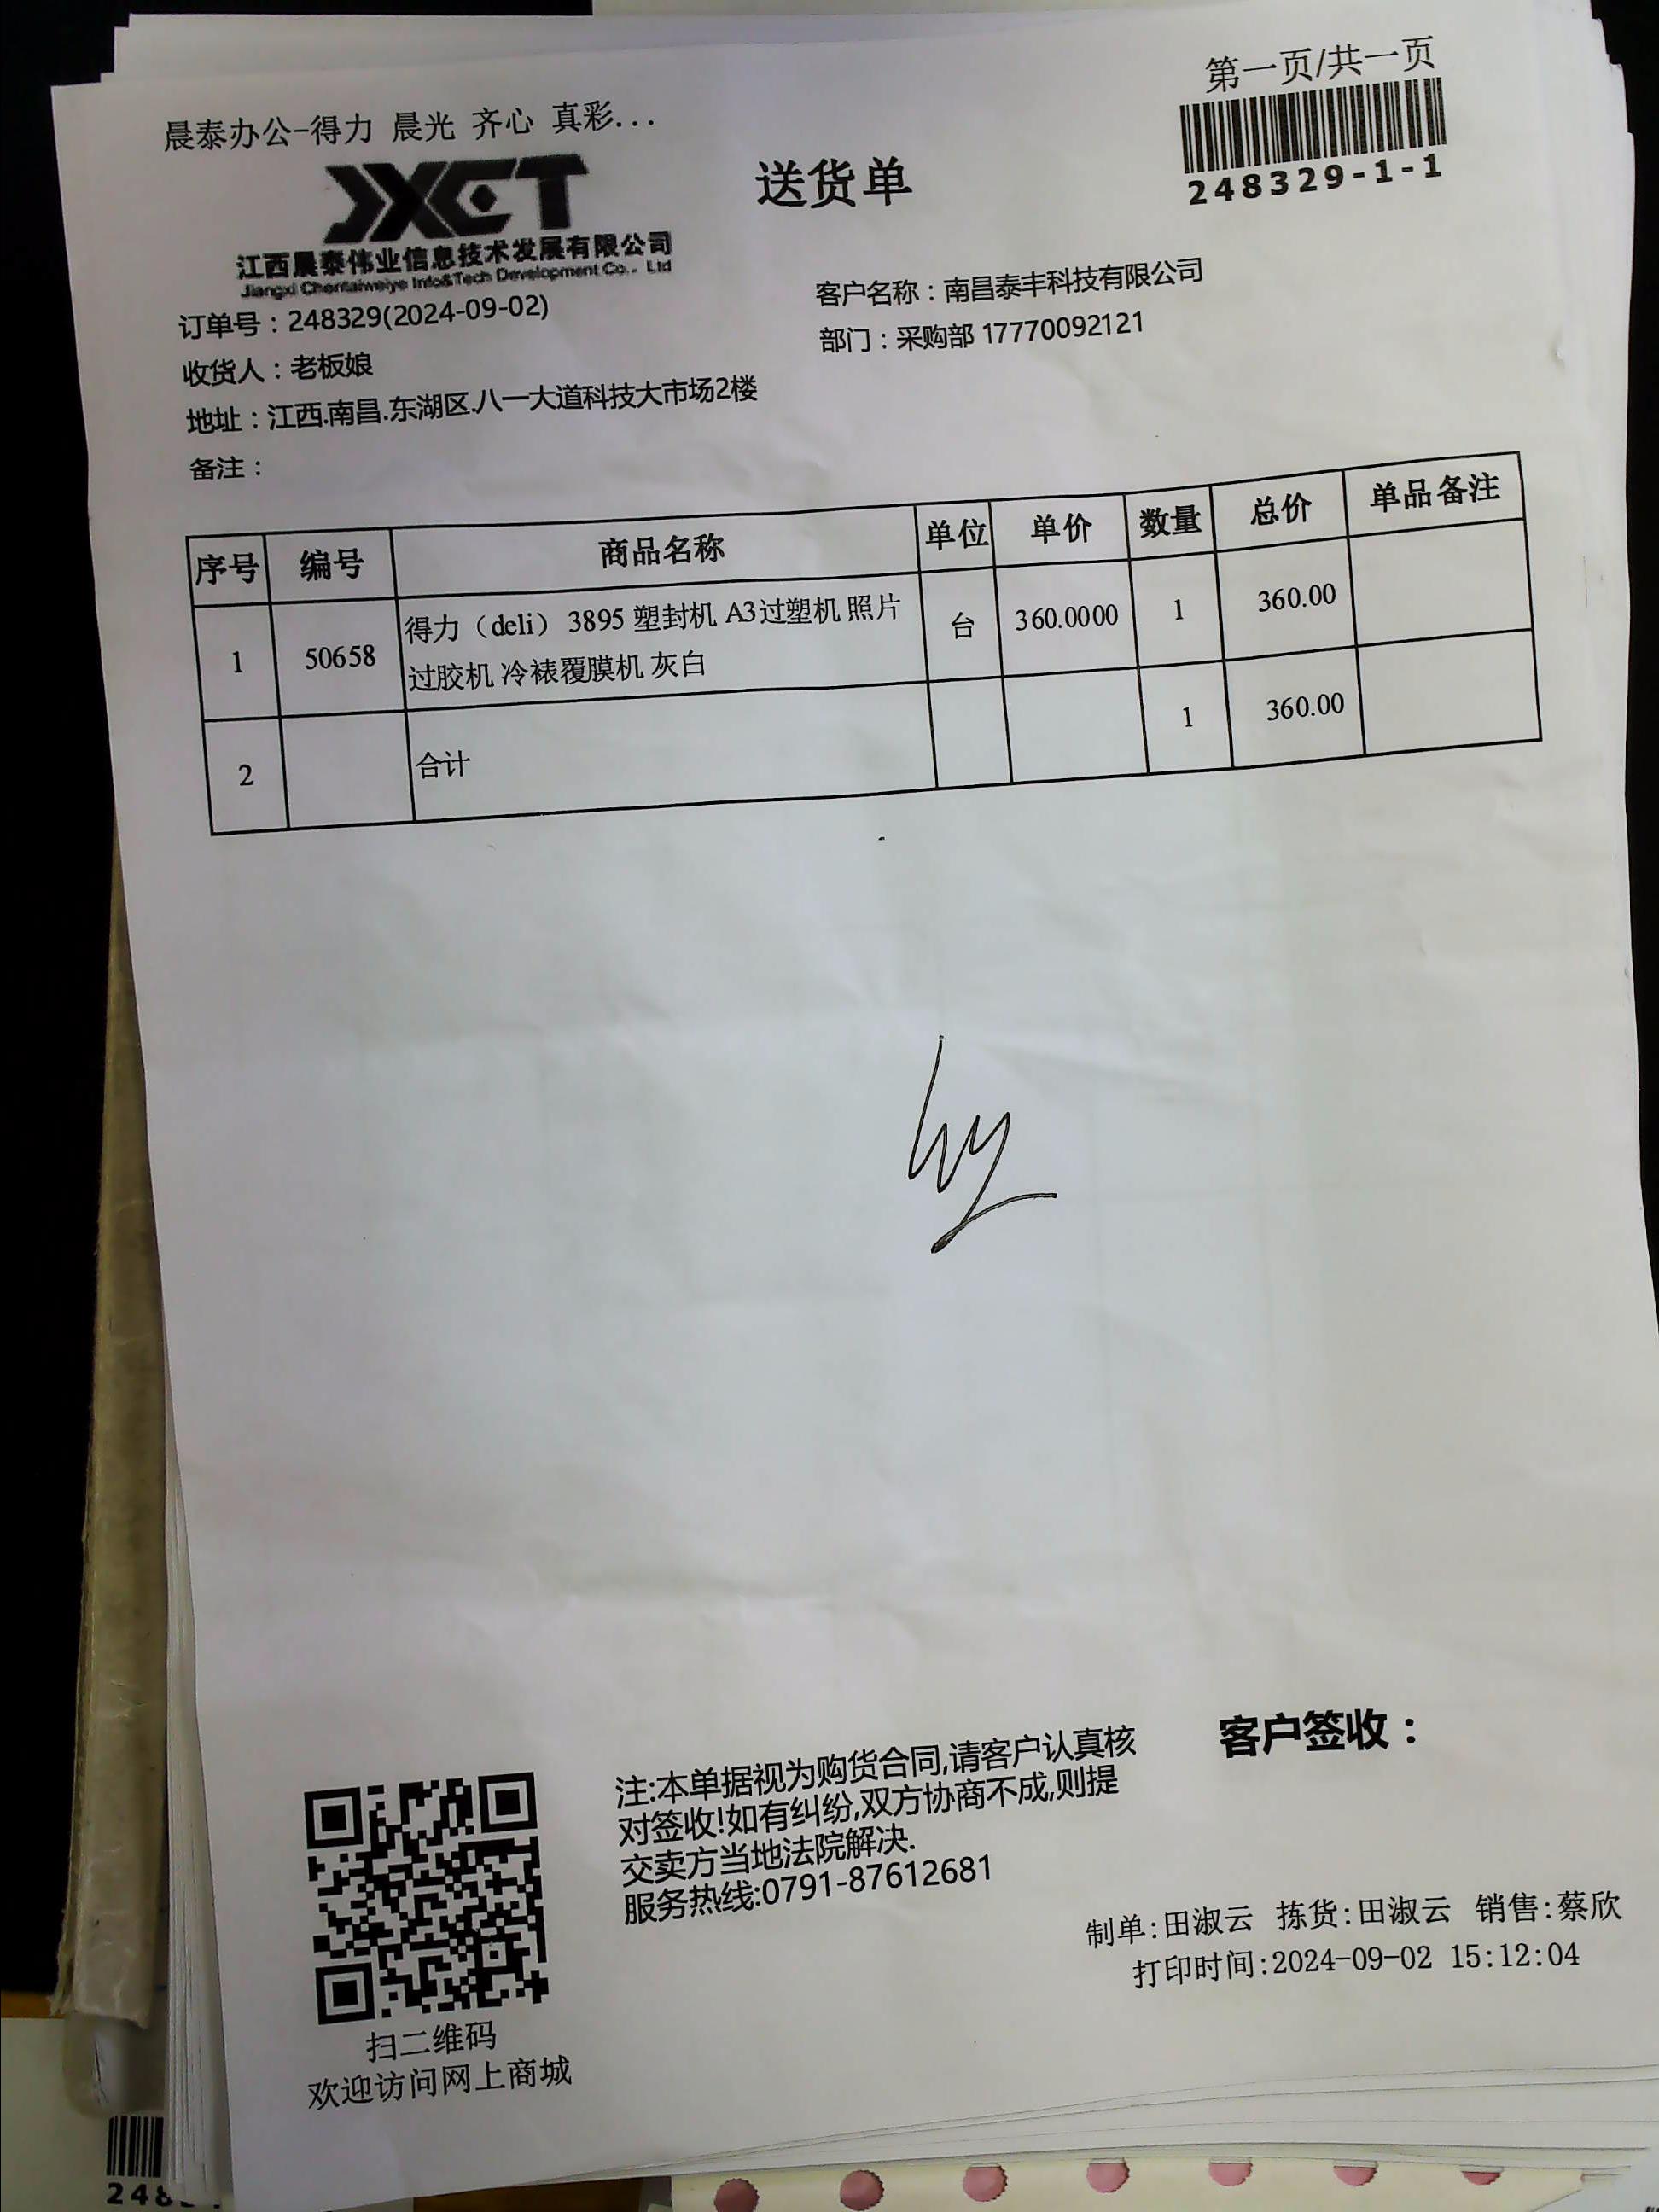 第一页/共一页
晨泰办公-得力 晨光 齐心 真彩...
JXCT
送货单
248329-1-1
江西晨泰伟业信息技术发展有限公司
Jiangxi Chentaiweiye Info&Tech Development Co., Ltd
订单号：248329(2024-09-02)
客户名称：南昌泰丰科技有限公司
收货人：老板娘
部门：采购部 17770092121
地址：江西.南昌.东湖区.八一大道科技大市场2楼
备注：
序号 编号 商品名称 单位 单价 数量 总价 单品备注
1 50658 得力（deli） 3895 塑封机 A3过塑机 照片 台 360.0000 1 360.00
过胶机 冷裱覆膜机 灰白
2 合计 1 360.00
客户签收：
注:本单据视为购货合同,请客户认真核
对签收!如有纠纷,双方协商不成,则提
交卖方当地法院解决.
服务热线:0791-87612681
制单:田淑云 拣货:田淑云 销售:蔡欣
打印时间:2024-09-02 15:12:04
扫二维码
欢迎访问网上商城